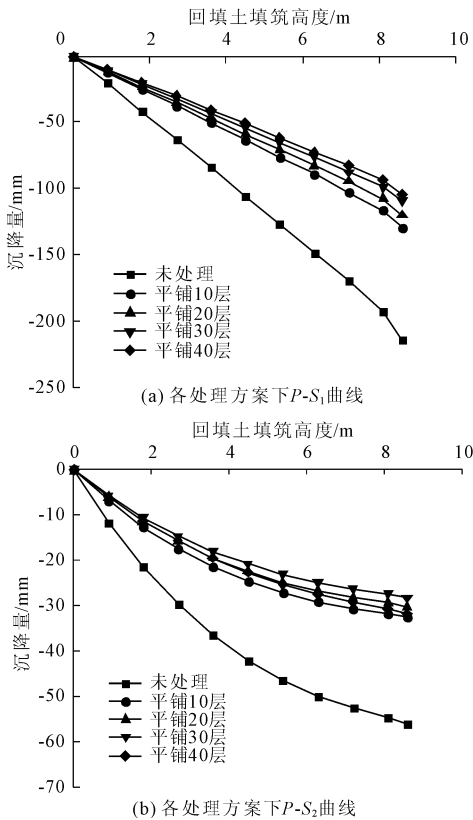 回填土填筑高度/m
0 2 4 6 8 10
0
-50
-100
-150
-200
-250
沉降量/mm
未处理
平铺10层
平铺20层
平铺30层
平铺40层
(a) 各处理方案下P-S₁曲线
回填土填筑高度/m
0 2 4 6 8 10
0
-10
-20
-30
-40
-50
-60
-70
沉降量/mm
未处理
平铺10层
平铺20层
平铺30层
平铺40层
(b) 各处理方案下P-S₂曲线